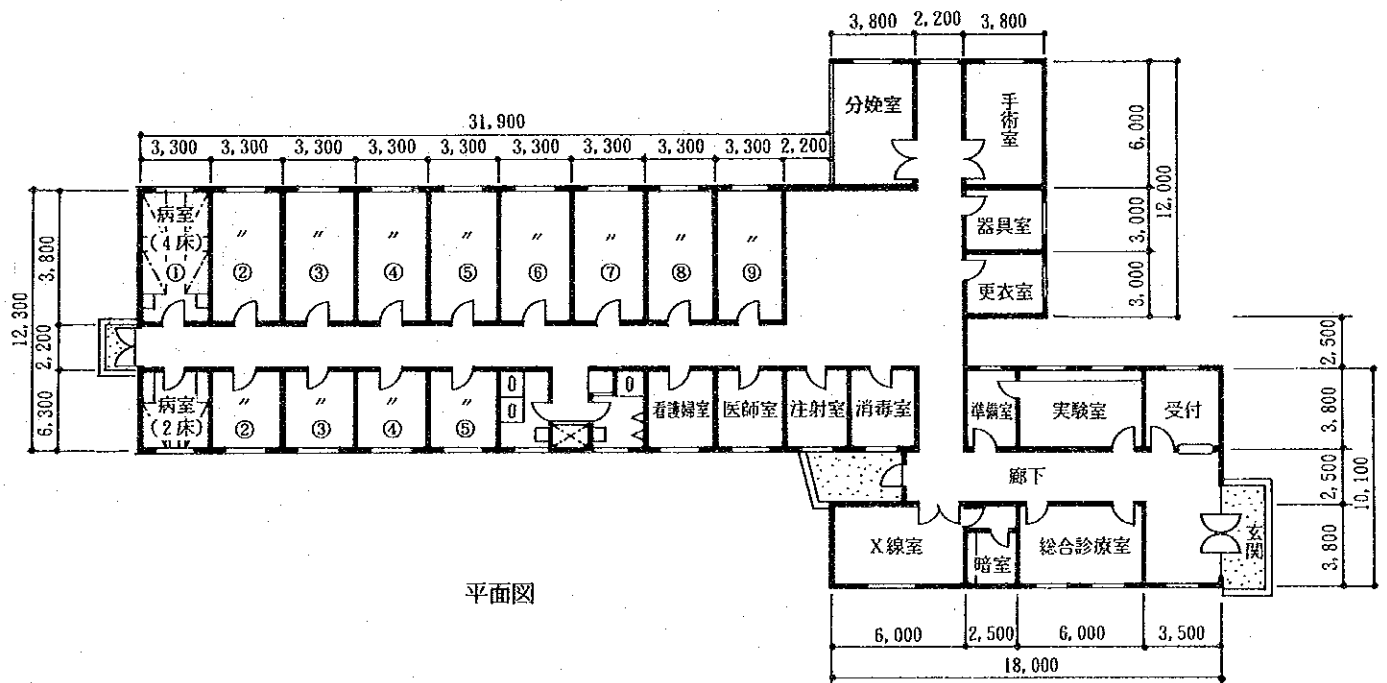 3,800 2,200 3,800
分娩室
手術室
6,000
12,000
31,900
3,300 3,300 3,300 3,300 3,300 3,300 3,300 3,300 3,300 2,200
病室
(4床)
①
〃
②
〃
③
〃
④
〃
⑤
〃
⑥
〃
⑦
〃
⑧
〃
⑨
器具室
3,000
更衣室
3,000
12,300
3,800
2,200
6,300
2,500
病室
(2床)
〃
②
〃
③
〃
④
〃
⑤
看護婦室
医師室
注射室
消毒室
準備室
実験室
受付
3,800
廊下
2,500
10,100
X線室
暗室
総合診療室
玄関
3,800
平面図
6,000 2,500 6,000 3,500
18,000